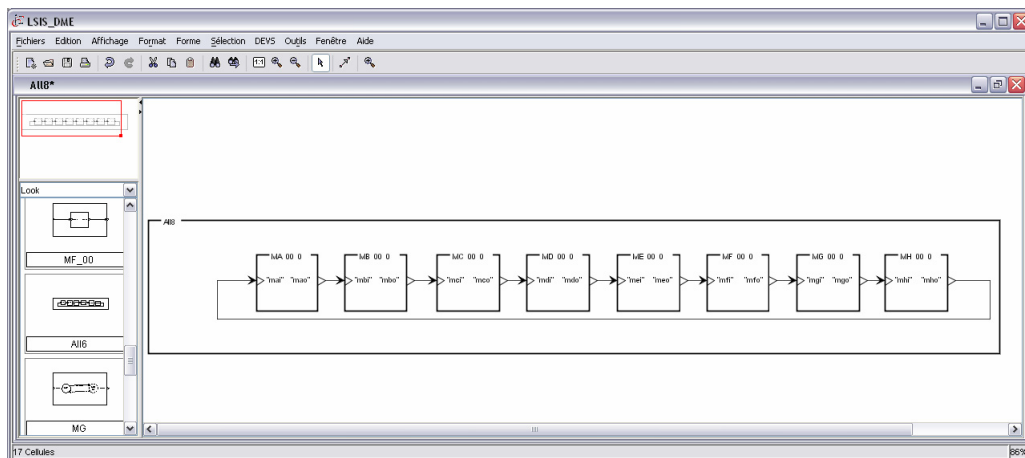 LSIS_DME
Fichiers Edition Affichage Format Forme Sélection DEVS Outils Fenêtre Aide
1:1
All8*
Look
MF_00
All6
MG
All8
MA 00 0 MB 00 0 MC 00 0 MD 00 0 ME 00 0 MF 00 0 MG 00 0 MH 00 0
"mai" "mao" "mbi" "mbo" "mci" "mco" "mdi" "mdo" "mei" "meo" "mfi" "mfo" "mgi" "mgo" "mhi" "mho"
17 Cellules 86%